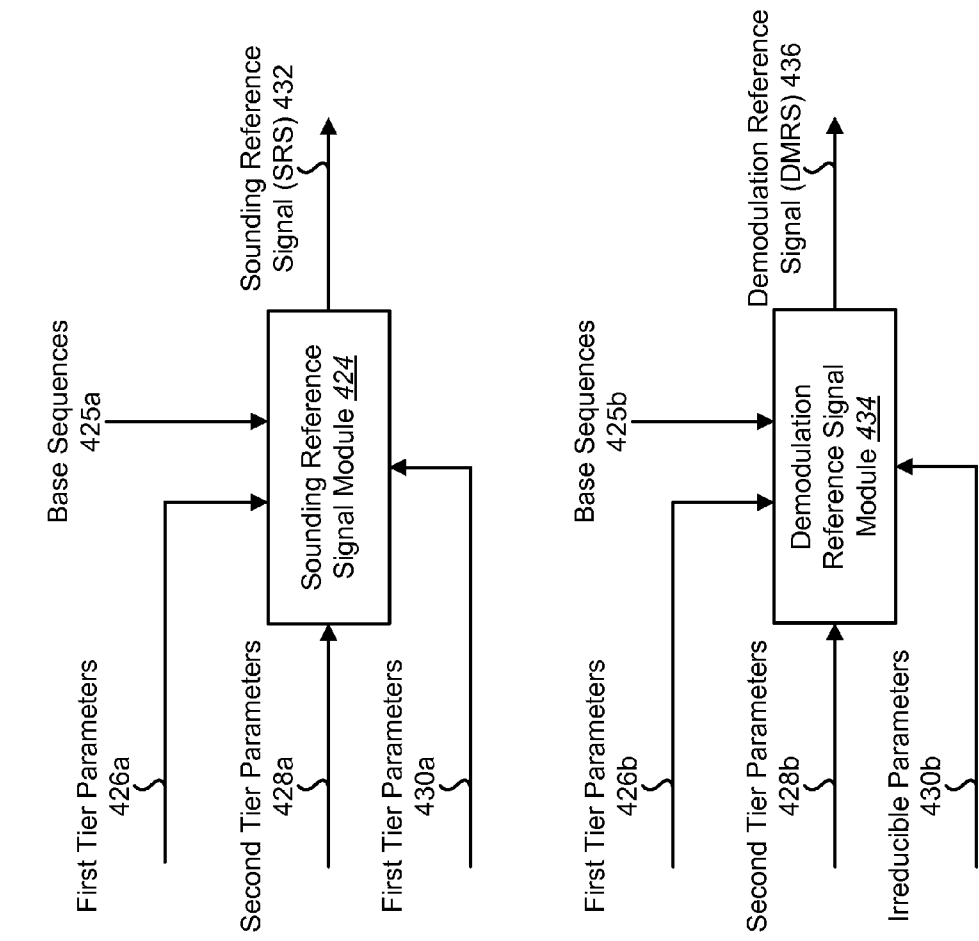 Base Sequences
425a
First Tier Parameters
426a
Second Tier Parameters
428a
First Tier Parameters
430a
Sounding Reference
Signal Module 424
Sounding Reference
Signal (SRS) 432
Base Sequences
425b
First Tier Parameters
426b
Second Tier Parameters
428b
Irreducible Parameters
430b
Demodulation
Reference Signal
Module 434
Demodulation Reference
Signal (DMRS) 436